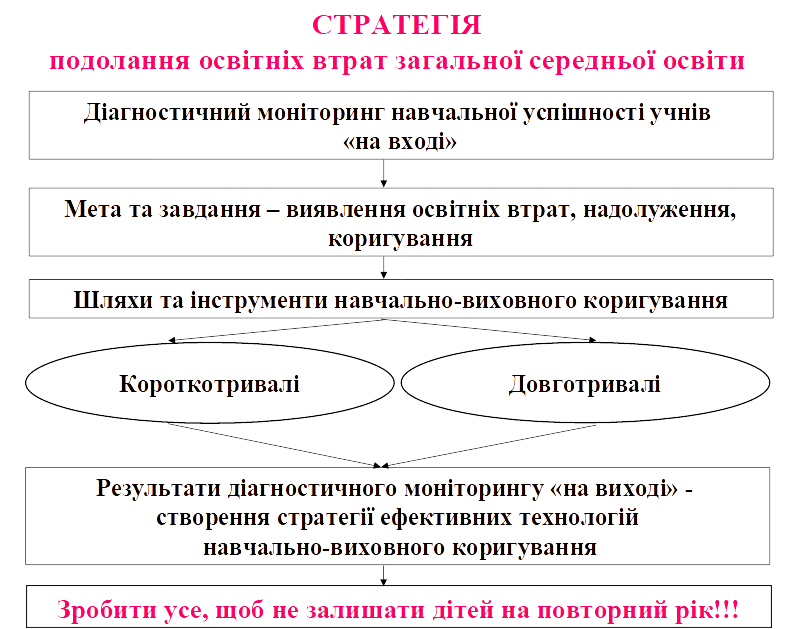 СТРАТЕГІЯ
подолання освітніх втрат загальної середньої освіти
Діагностичний моніторинг навчальної успішності учнів
«на вході»
Мета та завдання – виявлення освітніх втрат, надолуження,
коригування
Шляхи та інструменти навчально-виховного коригування
Короткотривалі
Довготривалі
Результати діагностичного моніторингу «на виході» -
створення стратегії ефективних технологій
навчально-виховного коригування
Зробити усе, щоб не залишати дітей на повторний рік!!!